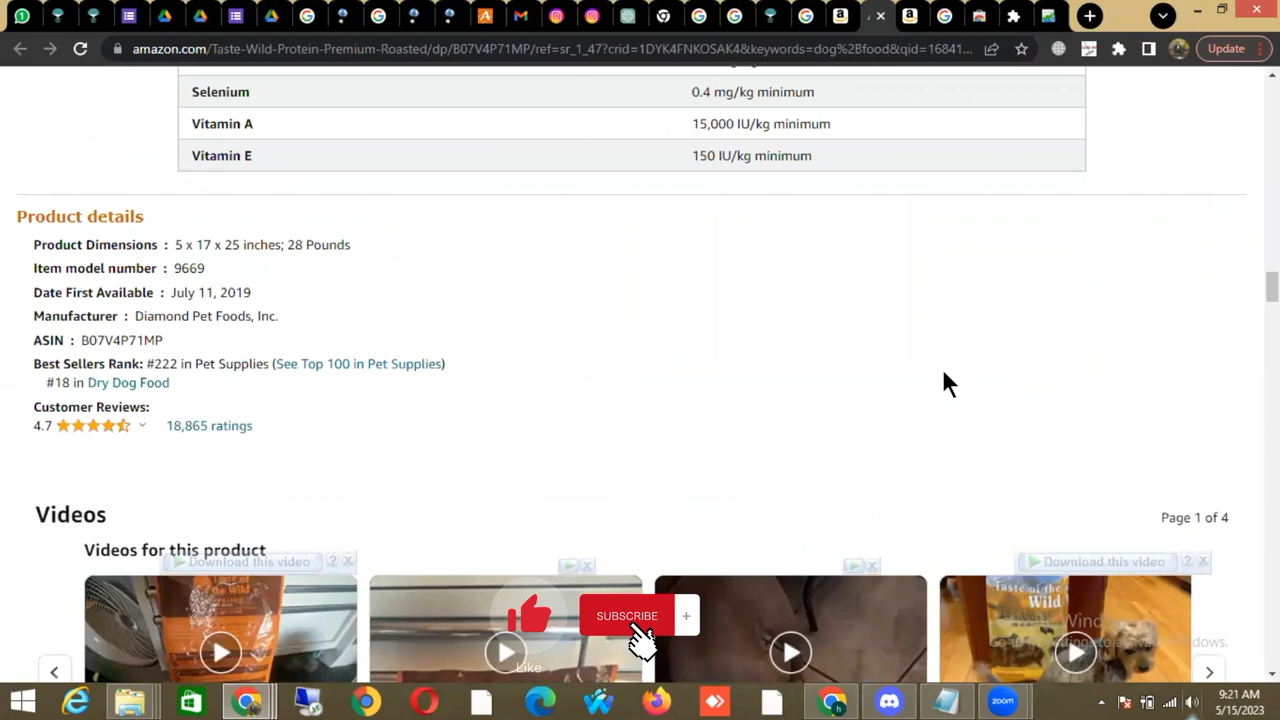 amazon.com/Taste-Wild-Protein-Premium-Roasted/dp/B07V4P71MP/ref=sr_1_47?crid=1DYK4FNKOSAK4&keywords=dog%2Bfood&qid=16841...
Update
Selenium 0.4 mg/kg minimum
Vitamin A 15,000 IU/kg minimum
Vitamin E 150 IU/kg minimum
Product details
Product Dimensions : 5 x 17 x 25 inches; 28 Pounds
Item model number : 9669
Date First Available : July 11, 2019
Manufacturer : Diamond Pet Foods, Inc.
ASIN : B07V4P71MP
Best Sellers Rank: #222 in Pet Supplies (See Top 100 in Pet Supplies)
#18 in Dry Dog Food
Customer Reviews:
4.7 18,865 ratings
Videos
Page 1 of 4
Videos for this product
Download this video ? X
Download this video ? X
Taste of the
Wild
SUBSCRIBE +
Like
9:21 AM
5/15/2023